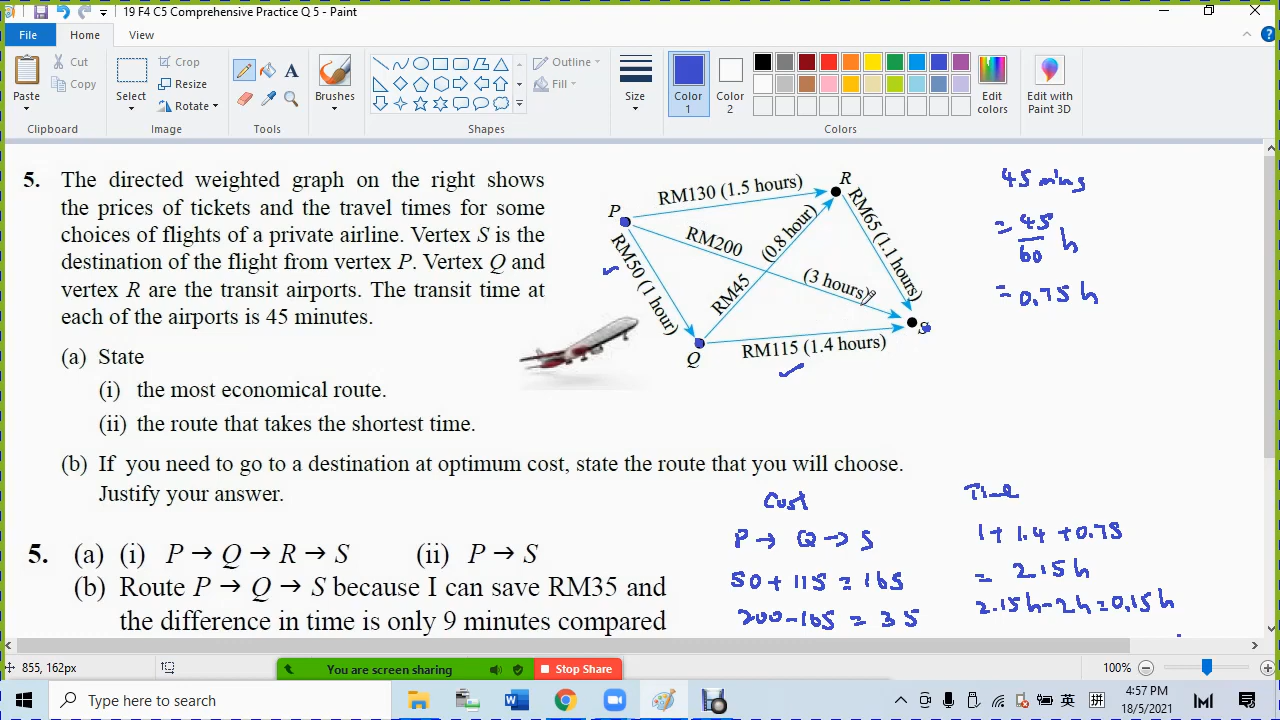 19 F4 C5 Comprehensive Practice Q 5 - Paint
File Home View
Paste Cut Copy Clipboard
Select Crop Resize Rotate Image
Tools
Brushes
Outline Fill Shapes
Size
Color 1 Color 2 Edit colors Colors
Edit with Paint 3D
5. The directed weighted graph on the right shows
the prices of tickets and the travel times for some
choices of flights of a private airline. Vertex S is the
destination of the flight from vertex P. Vertex Q and
vertex R are the transit airports. The transit time at
each of the airports is 45 minutes.
P
R
Q
S
RM130 (1.5 hours)
RM200 (3 hours)
RM50 (1 hour)
RM45 (0.8 hour)
RM65 (1.1 hours)
RM115 (1.4 hours)
45 mins
= 45/60 h
= 0.75 h
(a) State
(i) the most economical route.
(ii) the route that takes the shortest time.
(b) If you need to go to a destination at optimum cost, state the route that you will choose.
Justify your answer.
Cost
P → Q → S
50 + 115 = 165
200 - 165 = 35
Time
1 + 1.4 + 0.75
= 2.15 h
2.15 h - 2h = 0.15 h
5. (a) (i) P → Q → R → S (ii) P → S
(b) Route P → Q → S because I can save RM35 and
the difference in time is only 9 minutes compared
855, 162px
100%
You are screen sharing Stop Share
Type here to search
英 拼
4:57 PM
18/5/2021